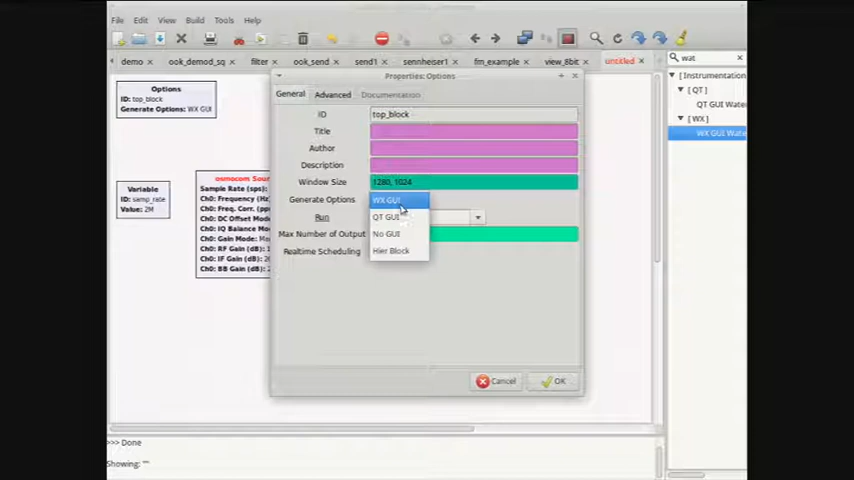 File Edit View Build Tools Help
demo ook_demod_sq filter ook_send send1 sennheiser1 fm_example view_8bit untitled
wat
Properties: Options
General Advanced Documentation
ID top_block
Title
Author
Description
Window Size 1280, 1024
Generate Options WX GUI
QT GUI
No GUI
Hier Block
Run
Max Number of Output
Realtime Scheduling
Cancel OK
Options
ID: top_block
Generate Options: WX GUI
Variable
ID: samp_rate
Value: 2M
osmocom Sour
Sample Rate (sps):
Ch0: Frequency (Hz):
Ch0: Freq. Corr. (pp
Ch0: DC Offset Mode
Ch0: IQ Balance Mo
Ch0: Gain Mode:
Ch0: RF Gain (dB):
Ch0: IF Gain (dB):
Ch0: BB Gain (dB):
[Instrumentation
[ QT ]
QT GUI Water
[ WX ]
WX GUI Wate
>>> Done
Showing: ""